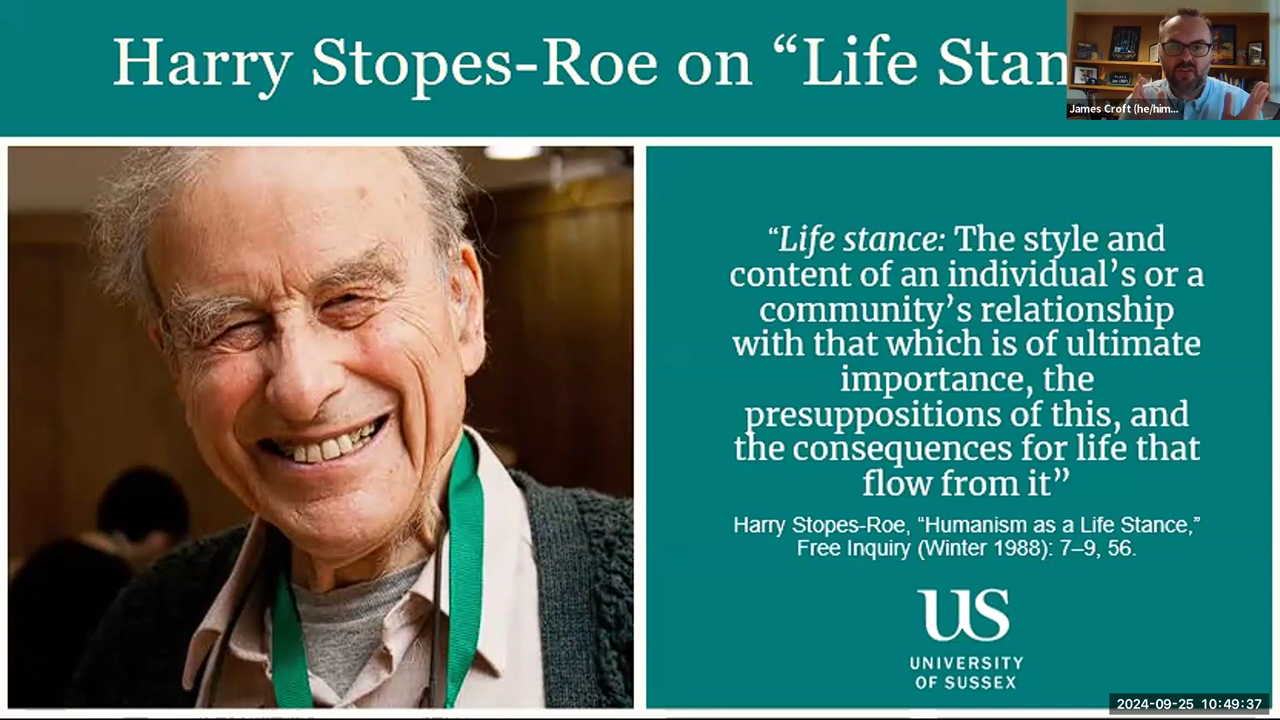 Harry Stopes-Roe on “Life Stan
James Croft (he/him...
“Life stance: The style and
content of an individual’s or a
community’s relationship
with that which is of ultimate
importance, the
presuppositions of this, and
the consequences for life that
flow from it”
Harry Stopes-Roe, “Humanism as a Life Stance,”
Free Inquiry (Winter 1988): 7–9, 56.
US
UNIVERSITY
OF SUSSEX
2024-09-25 10:49:37